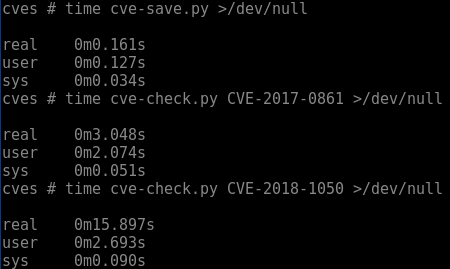 cves # time cve-save.py >/dev/null
real 0m0.161s
user 0m0.127s
sys 0m0.034s
cves # time cve-check.py CVE-2017-0861 >/dev/null
real 0m3.048s
user 0m2.074s
sys 0m0.051s
cves # time cve-check.py CVE-2018-1050 >/dev/null
real 0m15.897s
user 0m2.693s
sys 0m0.090s